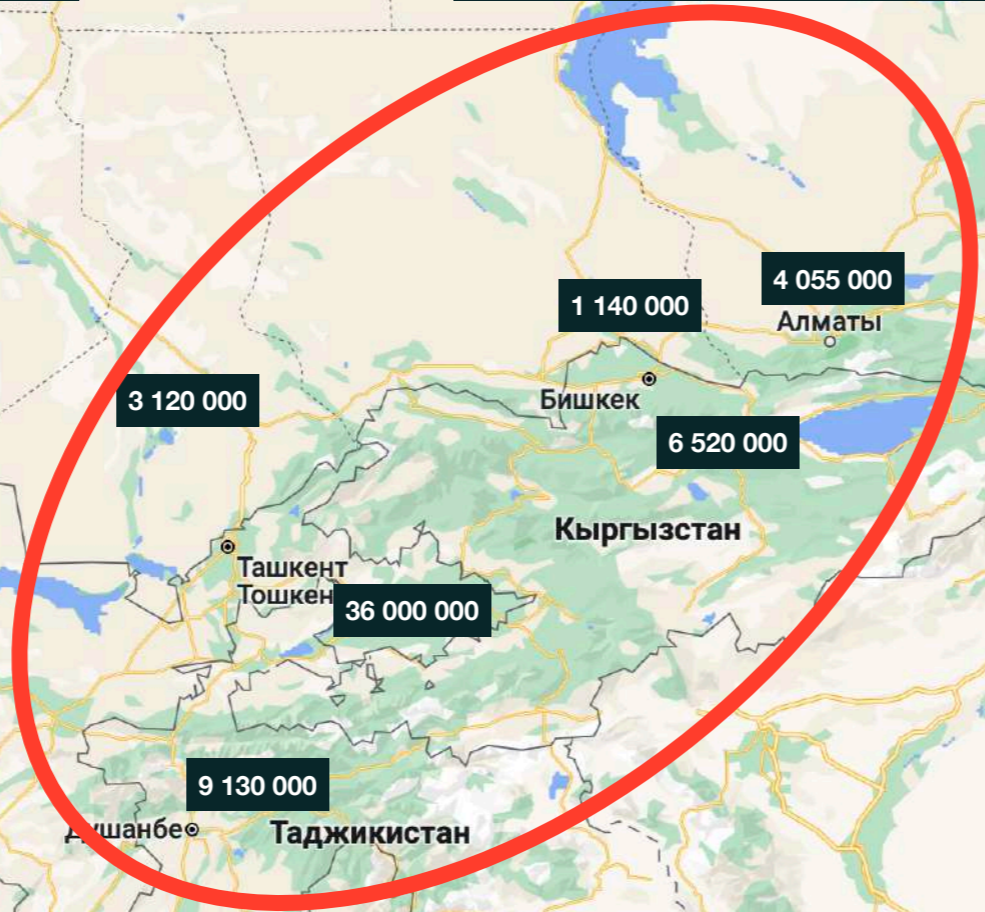 4 055 000
1 140 000
Алматы
3 120 000
Бишкек
6 520 000
Кыргызстан
Ташкент
Тошкен
36 000 000
9 130 000
Душанбе
Таджикистан